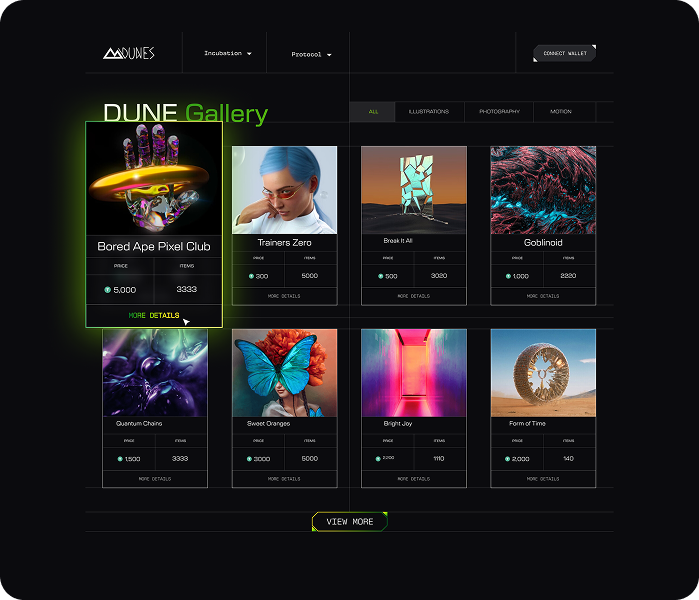 DUNES
Incubation
Protocol
CONNECT WALLET
DUNE Gallery
ALL
ILLUSTRATIONS
PHOTOGRAPHY
MOTION
Bored Ape Pixel Club
PRICE ITEMS
5,000 3333
MORE DETAILS
Trainers Zero
PRICE ITEMS
300 5000
MORE DETAILS
Break It All
PRICE ITEMS
500 3020
MORE DETAILS
Goblinoid
PRICE ITEMS
1,000 2220
MORE DETAILS
Quantum Chains
PRICE ITEMS
1,500 3333
MORE DETAILS
Sweet Oranges
PRICE ITEMS
3000 5000
MORE DETAILS
Bright Joy
PRICE ITEMS
2,200 1110
MORE DETAILS
Form of Time
PRICE ITEMS
2,000 140
MORE DETAILS
VIEW MORE